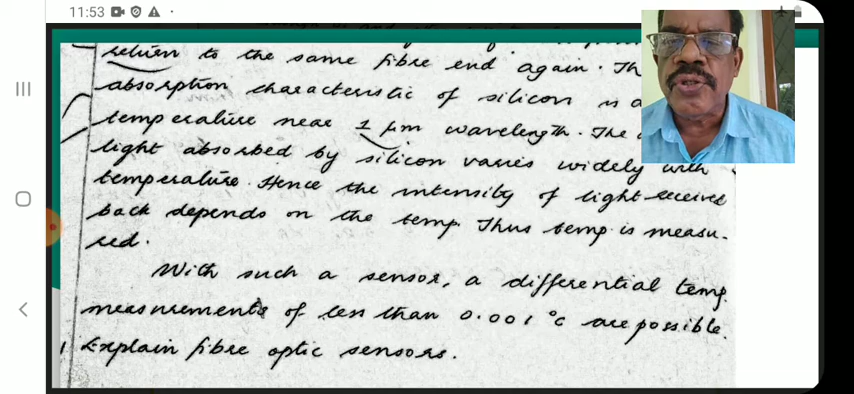 11:53
return to the same fibre end again. Th
absorption characteristic of silicon is a
temperature near 1 μm wavelength. The
light absorbed by silicon varies widely with
temperature. Hence the intensity of light received
back depends on the temp. Thus temp. is measu-
red.
With such a sensor, a differential temp.
measurements of less than 0.001 °C are possible.
Explain fibre optic sensors.